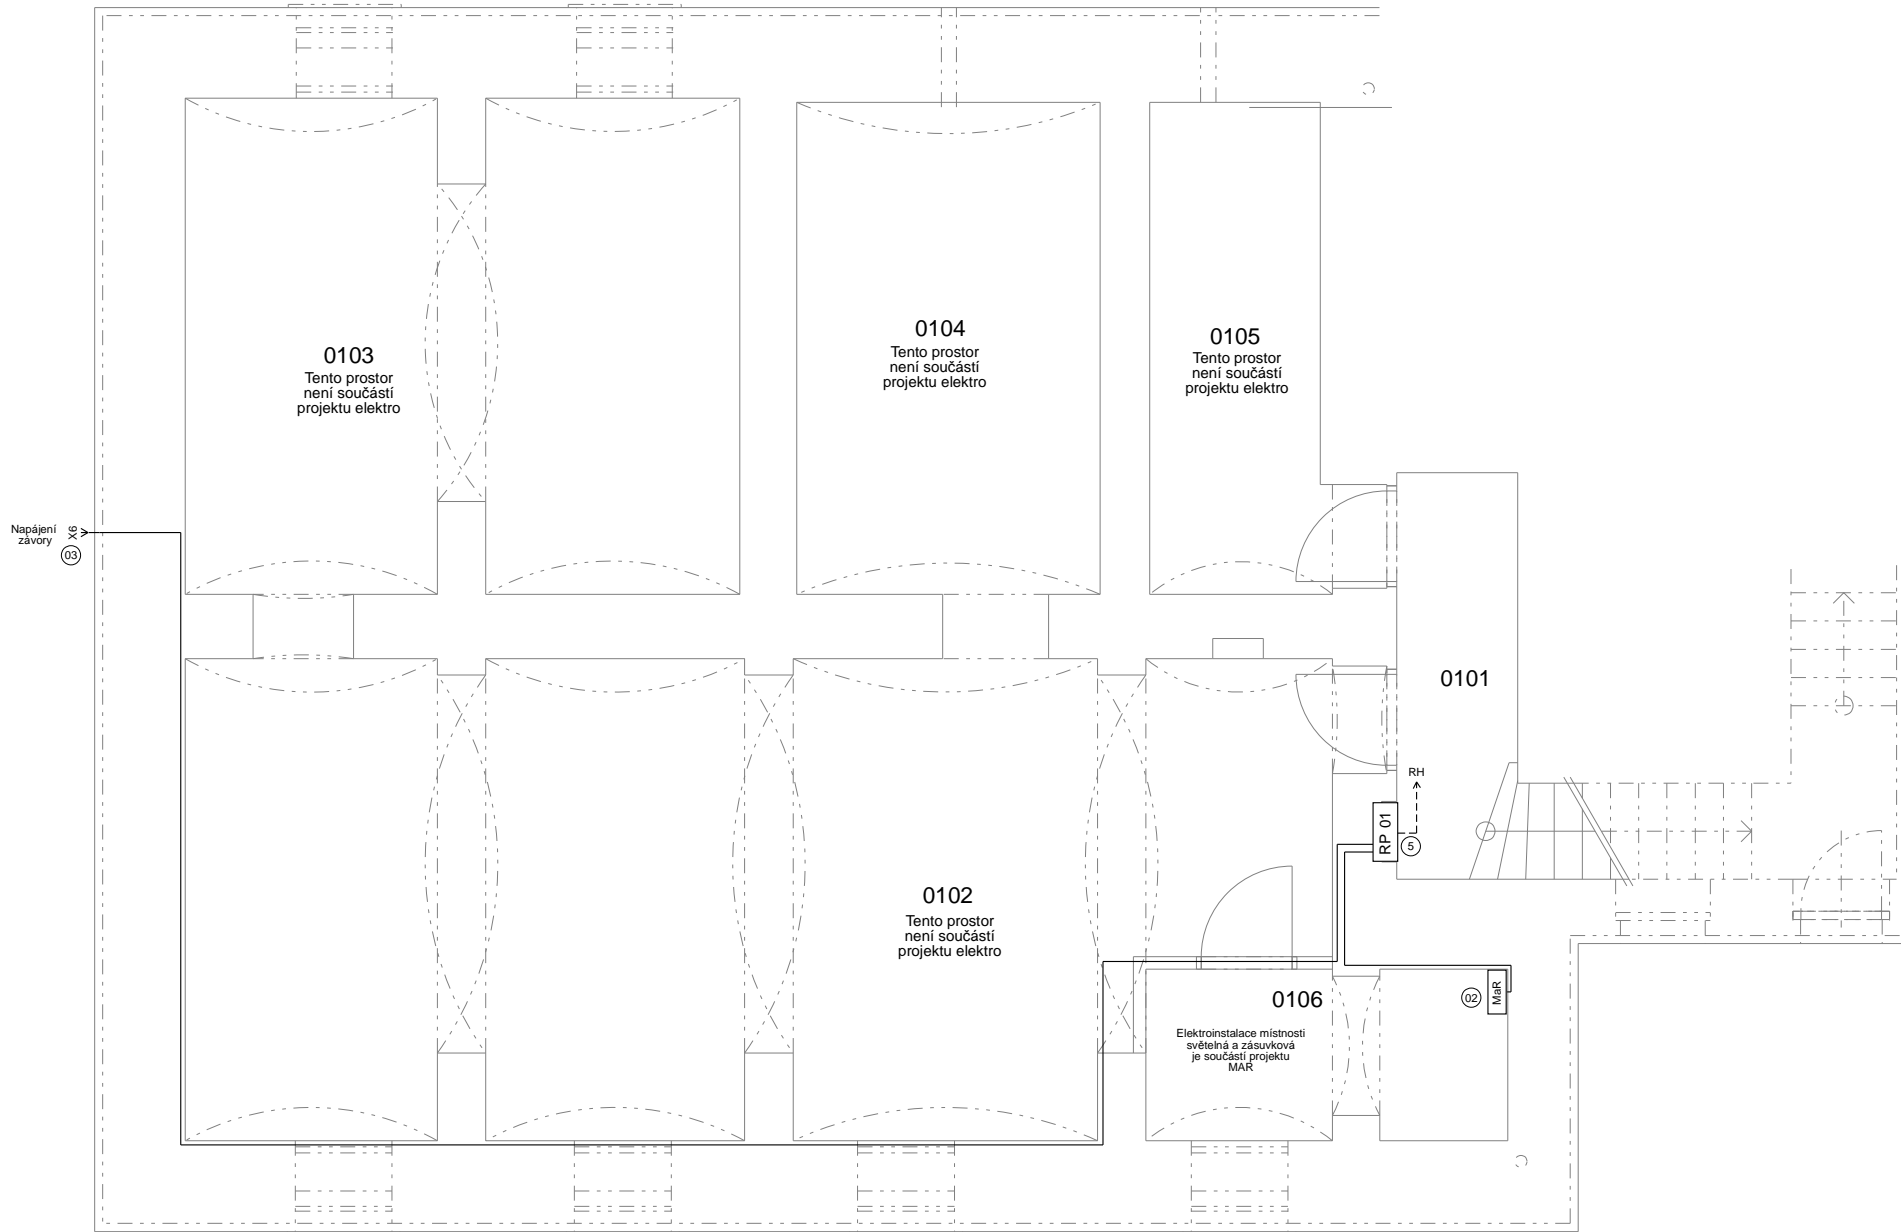 0103
Tento prostor
není součástí
projektu elektro
0104
Tento prostor
není součástí
projektu elektro
0105
Tento prostor
není součástí
projektu elektro
Napájení
závory
X6
03
0101
RH
RP 01
5
0102
Tento prostor
není součástí
projektu elektro
0106
Elektroinstalace místnosti
světelná a zásuvková
je součástí projektu
MAR
02
MaR